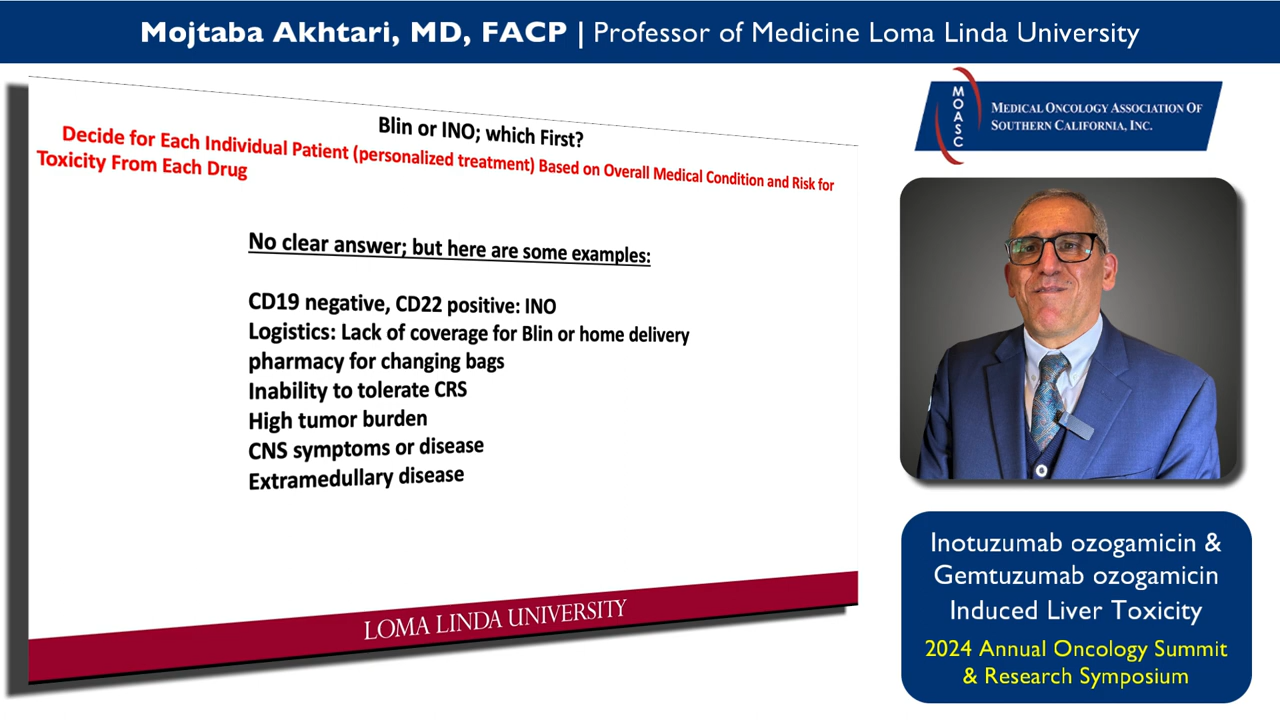 Mojtaba Akhtari, MD, FACP | Professor of Medicine Loma Linda University
Blin or INO; which First?
Decide for Each Individual Patient (personalized treatment) Based on Overall Medical Condition and Risk for
Toxicity From Each Drug
No clear answer; but here are some examples:
CD19 negative, CD22 positive: INO
Logistics: Lack of coverage for Blin or home delivery
pharmacy for changing bags
Inability to tolerate CRS
High tumor burden
CNS symptoms or disease
Extramedullary disease
LOMA LINDA UNIVERSITY
MOASC
MEDICAL ONCOLOGY ASSOCIATION OF
SOUTHERN CALIFORNIA, INC.
Inotuzumab ozogamicin &
Gemtuzumab ozogamicin
Induced Liver Toxicity
2024 Annual Oncology Summit
& Research Symposium